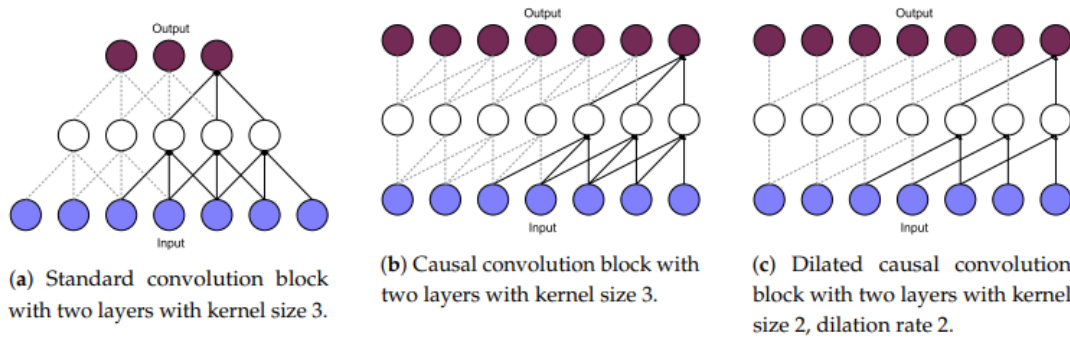 Output
Input
(a) Standard convolution block
with two layers with kernel size 3.
Output
Input
(b) Causal convolution block with
two layers with kernel size 3.
Output
Input
(c) Dilated causal convolution
block with two layers with kernel
size 2, dilation rate 2.